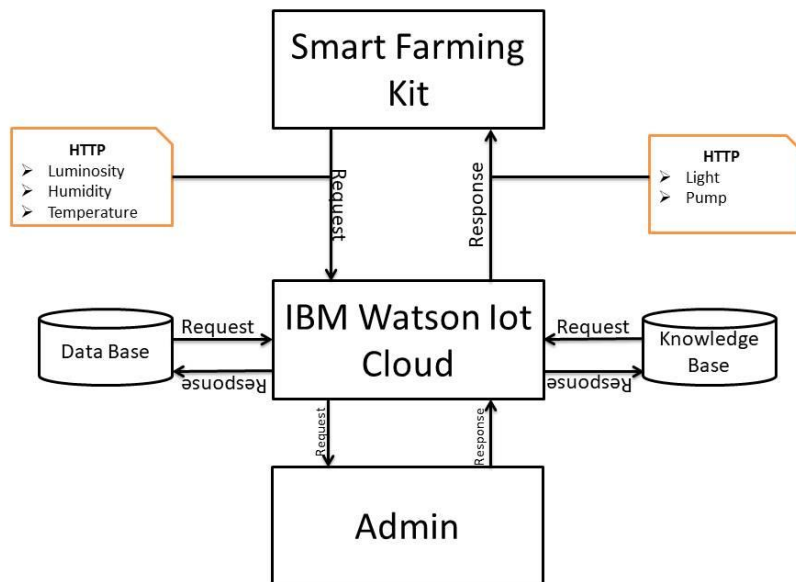 Smart Farming
Kit
HTTP
➢ Luminosity
➢ Humidity
➢ Temperature
Request
Response
HTTP
➢ Light
➢ Pump
Data Base
Request
Response
IBM Watson Iot
Cloud
Request
Response
Knowledge
Base
Request
Response
Admin